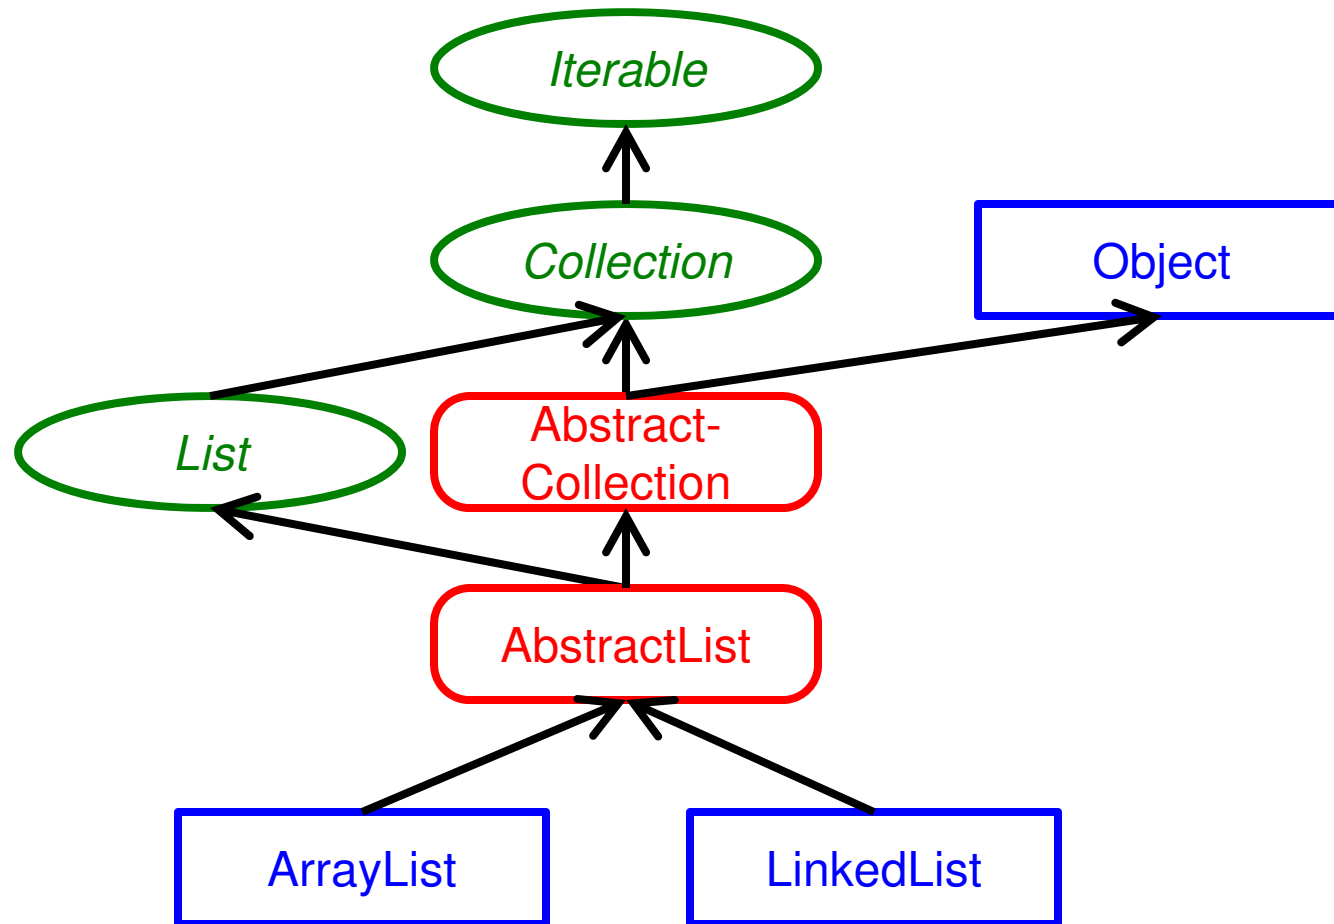 Iterable
Collection
Object
List
Abstract-
Collection
AbstractList
ArrayList
LinkedList